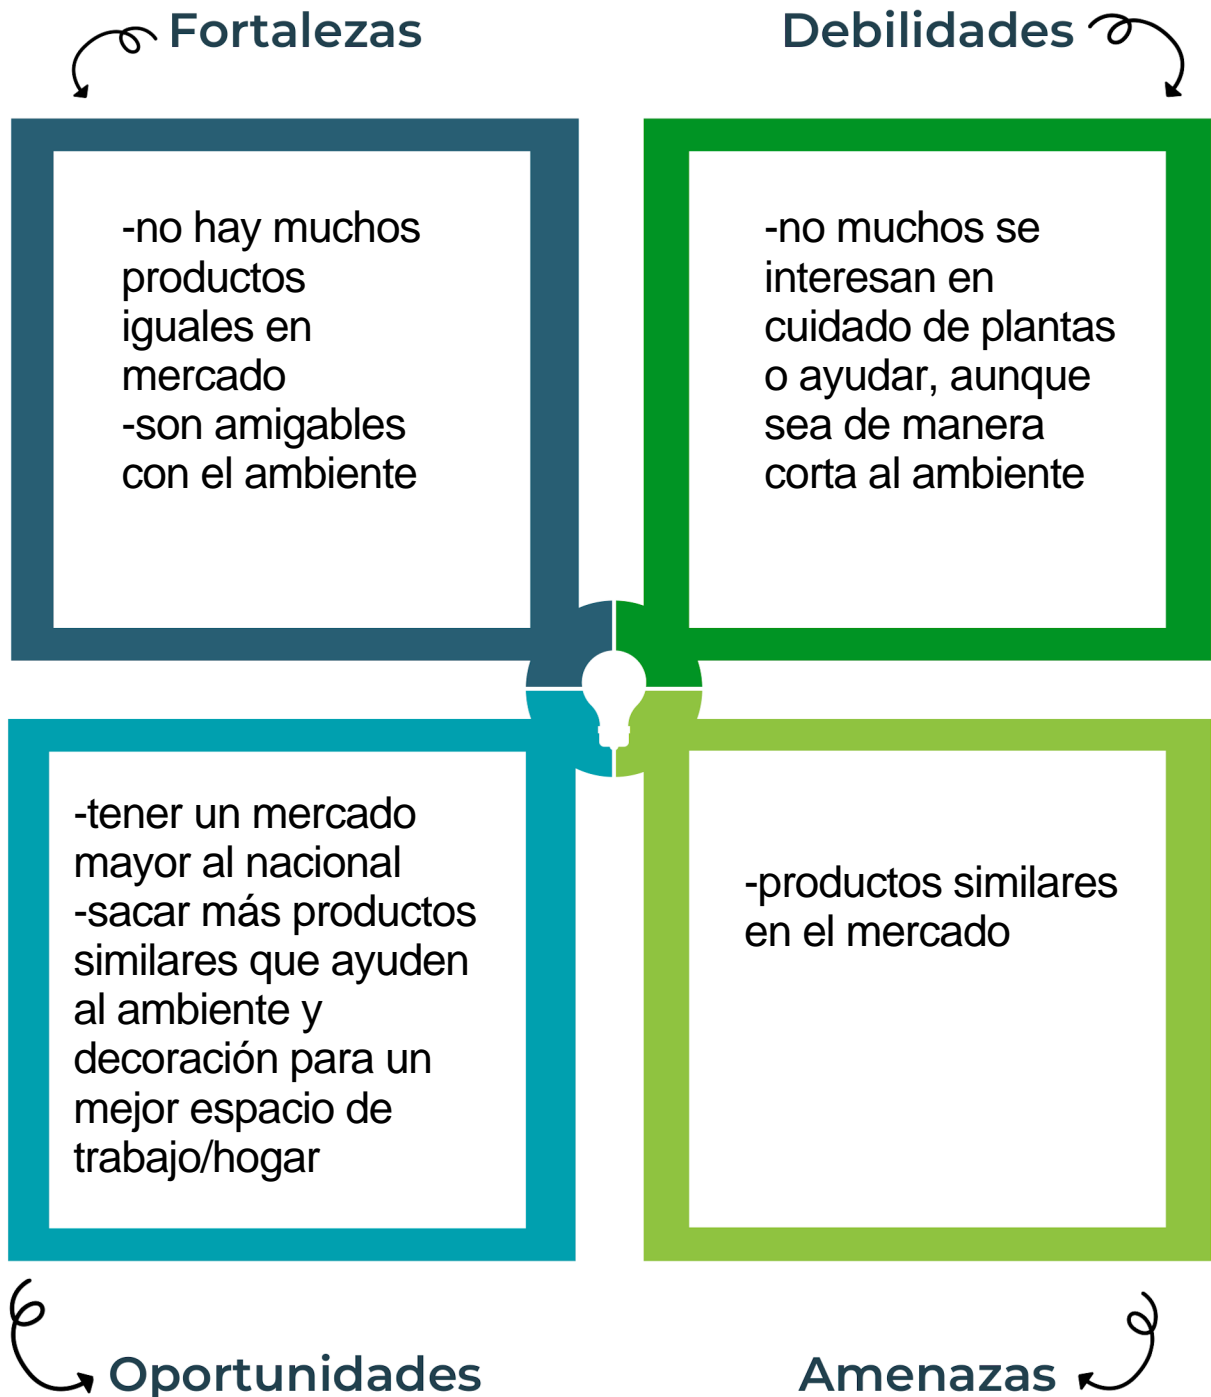 Fortalezas
-no hay muchos
productos
iguales en
mercado
-son amigables
con el ambiente
Debilidades
-no muchos se
interesan en
cuidado de plantas
o ayudar, aunque
sea de manera
corta al ambiente
-tener un mercado
mayor al nacional
-sacar más productos
similares que ayuden
al ambiente y
decoración para un
mejor espacio de
trabajo/hogar
Oportunidades
-productos similares
en el mercado
Amenazas